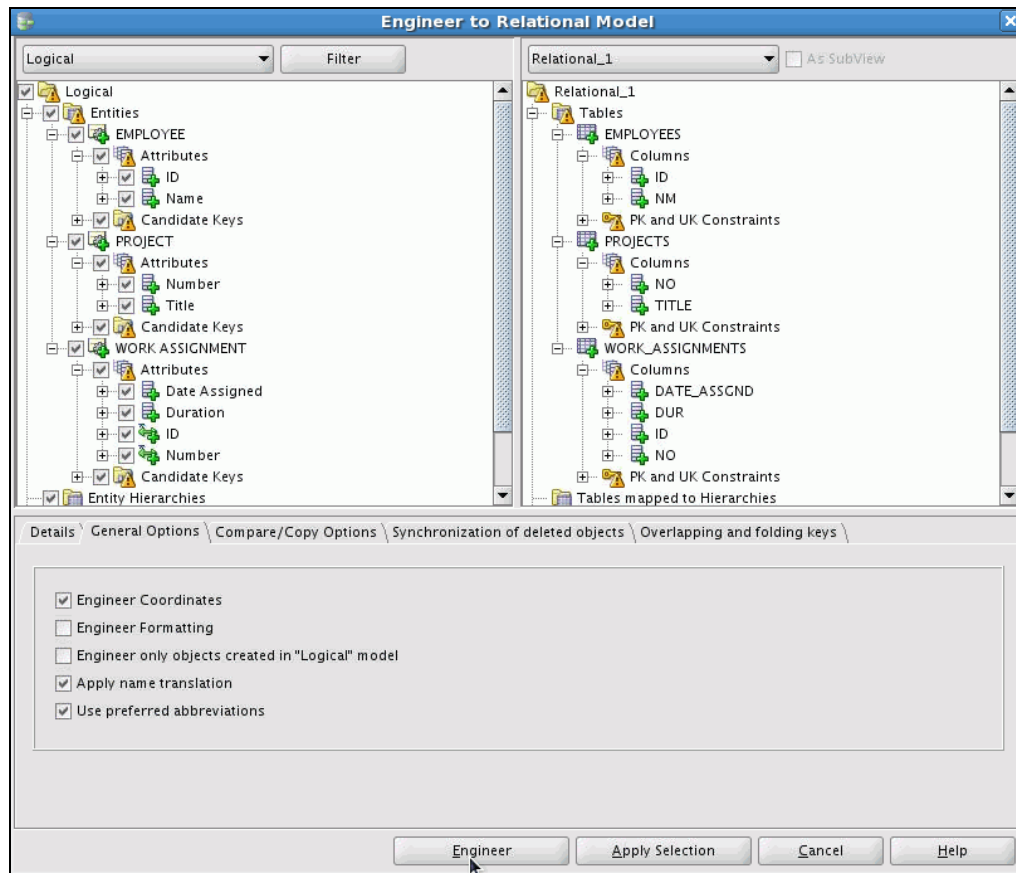 Engineer to Relational Model
Logical
Filter
Relational_1
As SubView
Logical
Entities
EMPLOYEE
Attributes
ID
Name
Candidate Keys
PROJECT
Attributes
Number
Title
Candidate Keys
WORK ASSIGNMENT
Attributes
Date Assigned
Duration
ID
Number
Candidate Keys
Entity Hierarchies
Relational_1
Tables
EMPLOYEES
Columns
ID
NM
PK and UK Constraints
PROJECTS
Columns
NO
TITLE
PK and UK Constraints
WORK_ASSIGNMENTS
Columns
DATE_ASSGND
DUR
ID
NO
PK and UK Constraints
Tables mapped to Hierarchies
Details General Options Compare/Copy Options Synchronization of deleted objects Overlapping and folding keys
Engineer Coordinates
Engineer Formatting
Engineer only objects created in "Logical" model
Apply name translation
Use preferred abbreviations
Engineer Apply Selection Cancel Help